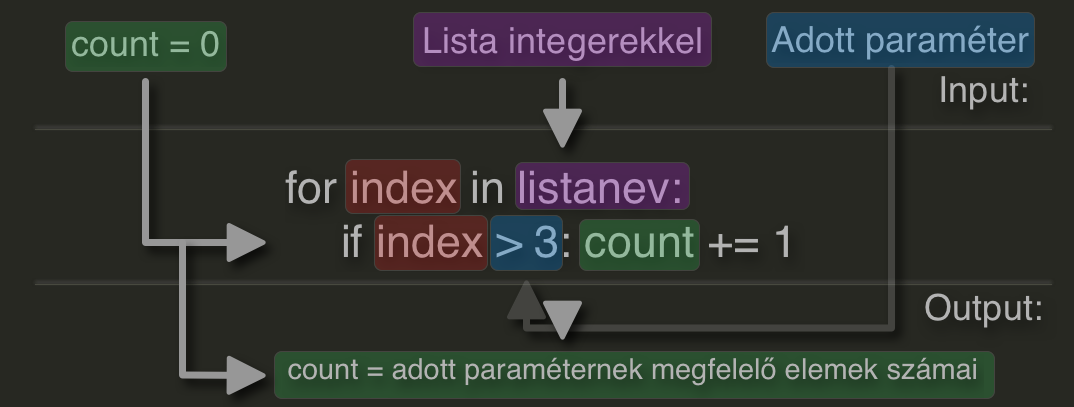 count = 0
Lista integerekkel
Adott paraméter
Input:
for index in listanev:
if index > 3: count += 1
Output:
count = adott paraméternek megfelelő elemek számai